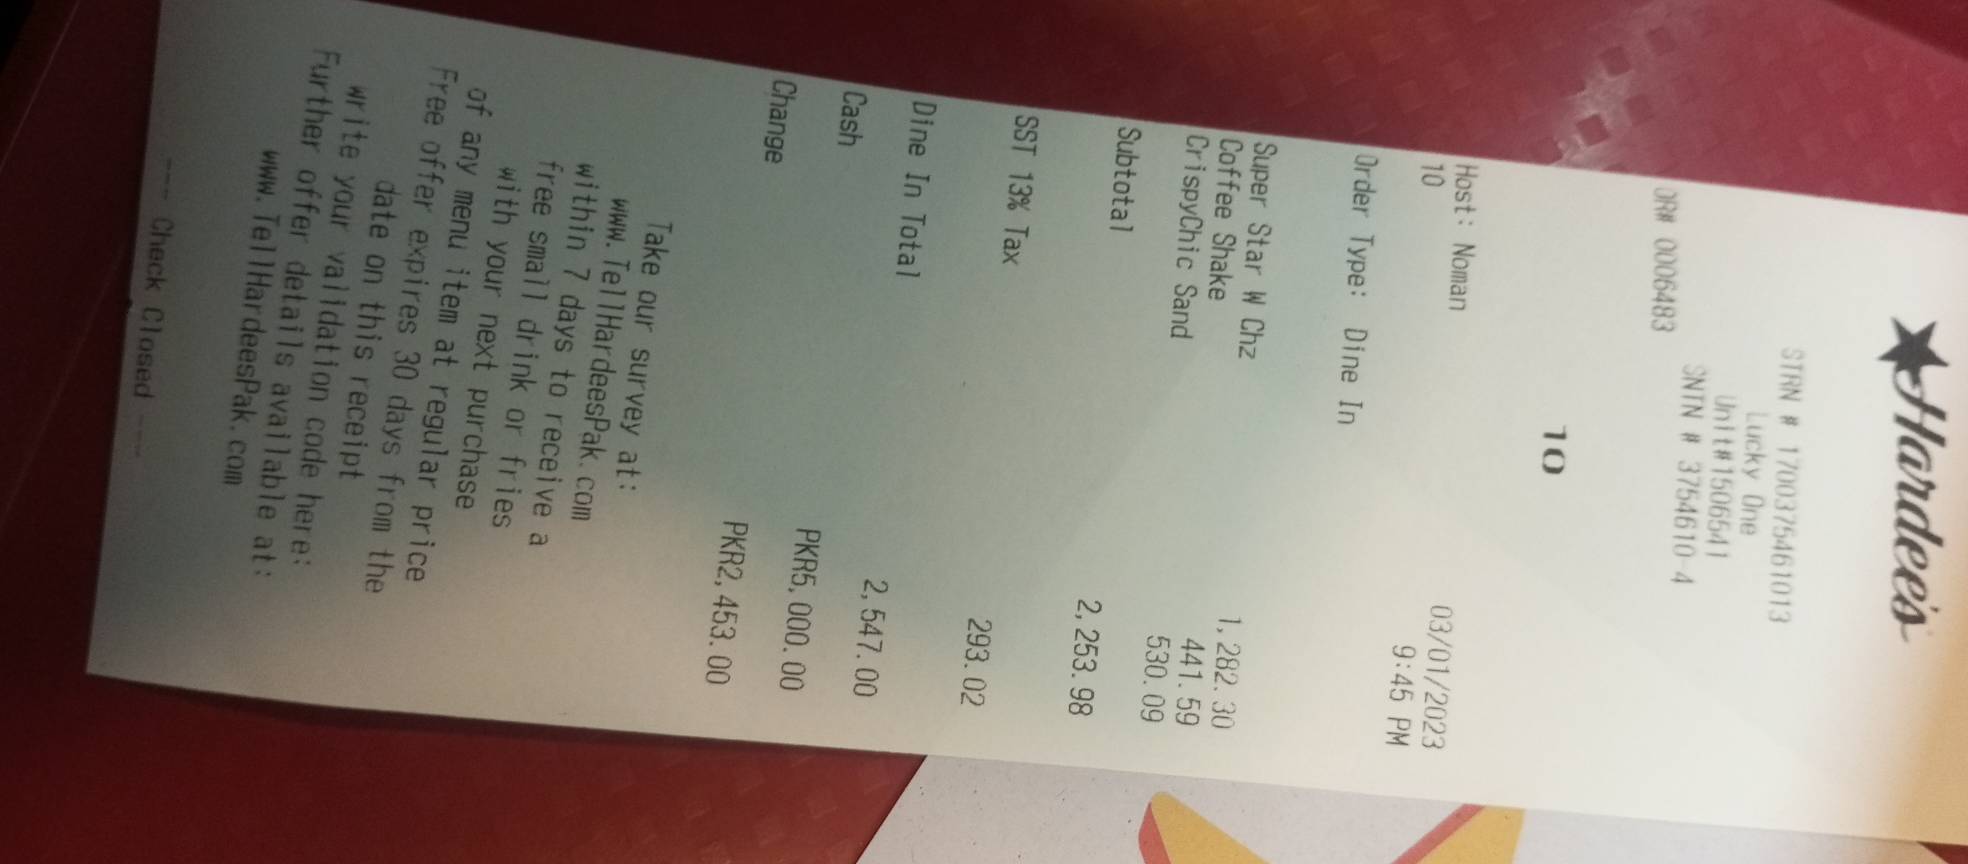 Hardee's
STRN # 1700375461013
Lucky One
Unit#1506541
SNTN # 3754610-4
OR# 0006483
10
Host: Noman 03/01/2023
10 9:45 PM
Order Type: Dine In
Super Star W Chz 1,282.30
Coffee Shake 441.59
CrispyChic Sand 530.09
Subtotal 2,253.98
SST 13% Tax 293.02
Dine In Total 2,547.00
Cash PKR5,000.00
Change PKR2,453.00
Take our survey at:
www.TellHardeesPak.com
within 7 days to receive a
free small drink or fries
with your next purchase
of any menu item at regular price
Free offer expires 30 days from the
date on this receipt
write your validation code here:
Further offer details available at:
www.TellHardeesPak.com
--- Check Closed ---